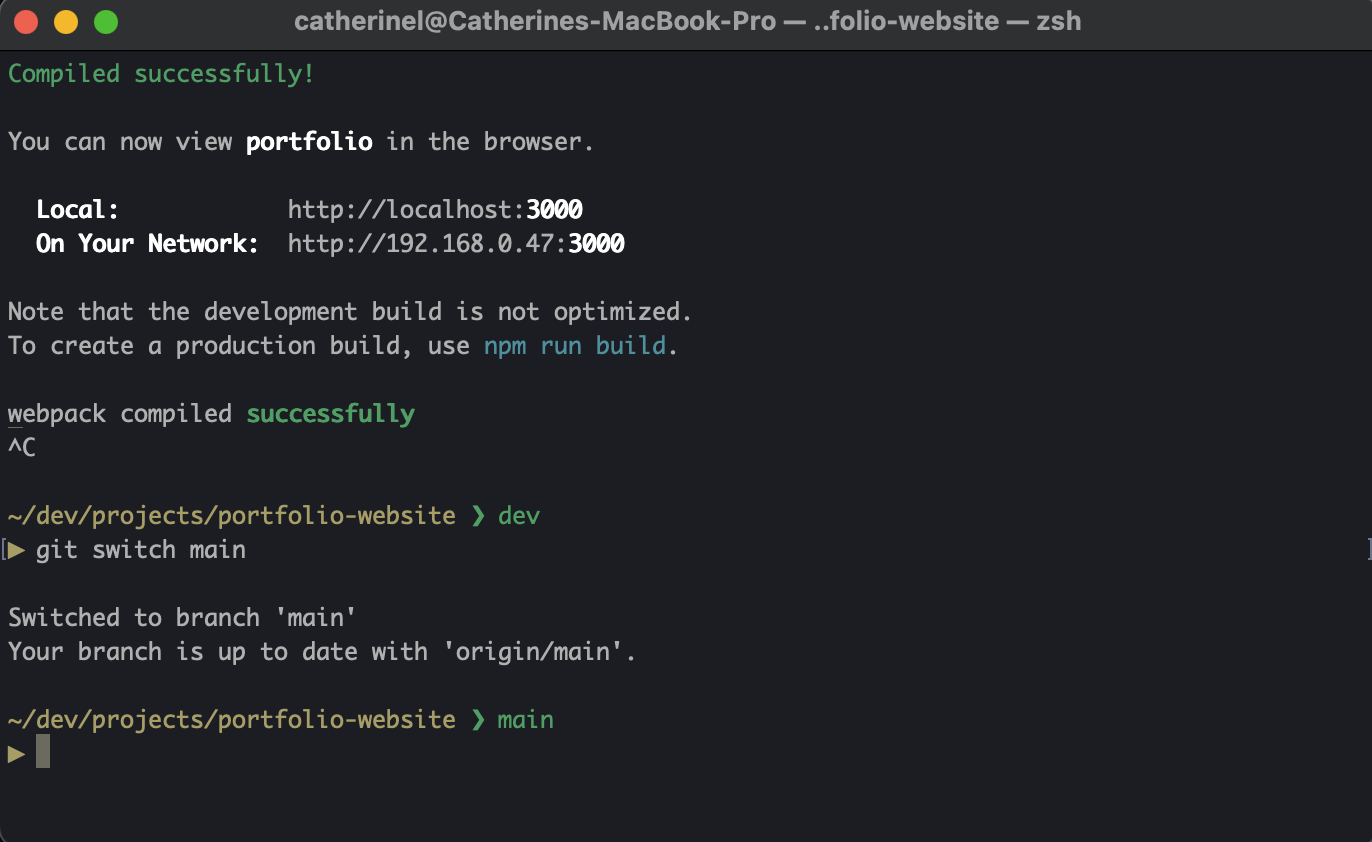 catherinel@Catherines-MacBook-Pro — ..folio-website — zsh
Compiled successfully!
You can now view portfolio in the browser.
Local: http://localhost:3000
On Your Network: http://192.168.0.47:3000
Note that the development build is not optimized.
To create a production build, use npm run build.
webpack compiled successfully
^C
~/dev/projects/portfolio-website ❯ dev
[▶ git switch main ]
Switched to branch 'main'
Your branch is up to date with 'origin/main'.
~/dev/projects/portfolio-website ❯ main
▶